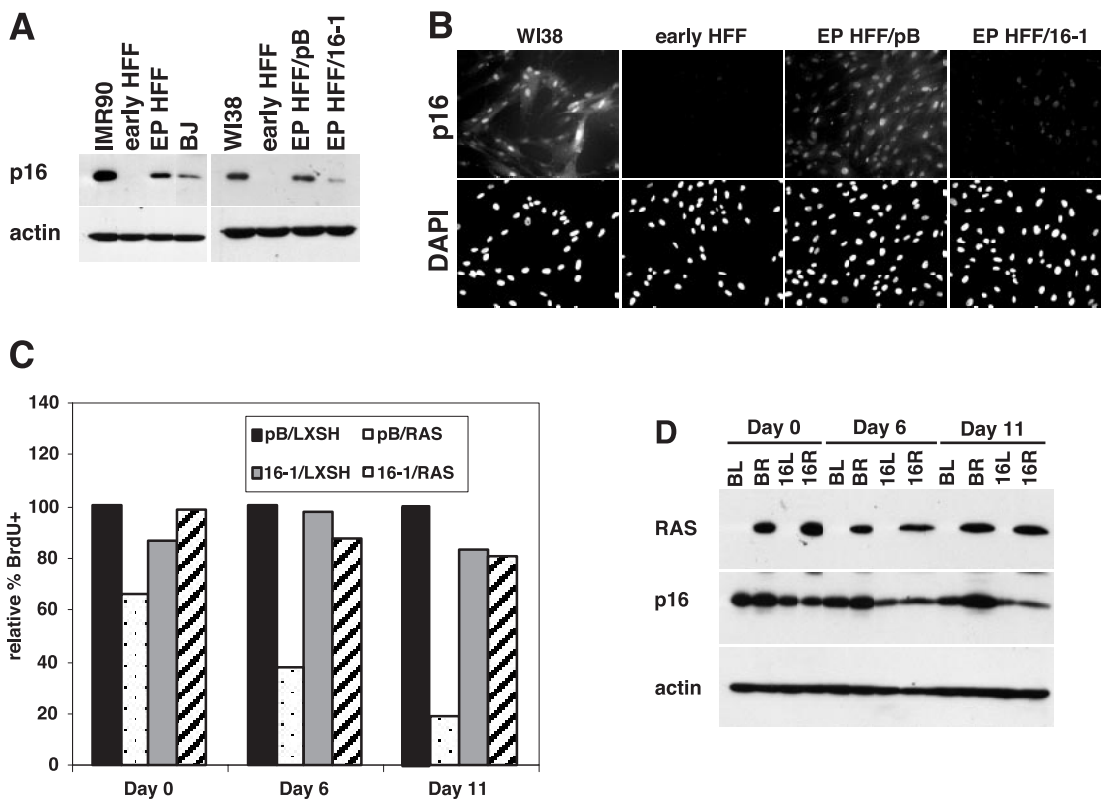 A
IMR90
early HFF
EP HFF
BJ
WI38
early HFF
EP HFF/pB
EP HFF/16-1
p16
actin
B
WI38
early HFF
EP HFF/pB
EP HFF/16-1
p16
DAPI
C
relative % BrdU+
140
120
100
80
60
40
20
0
pB/LXSH
pB/RAS
16-1/LXSH
16-1/RAS
Day 0
Day 6
Day 11
D
Day 0
Day 6
Day 11
BL
BR
16L
16R
BL
BR
16L
16R
BL
BR
16L
16R
RAS
p16
actin